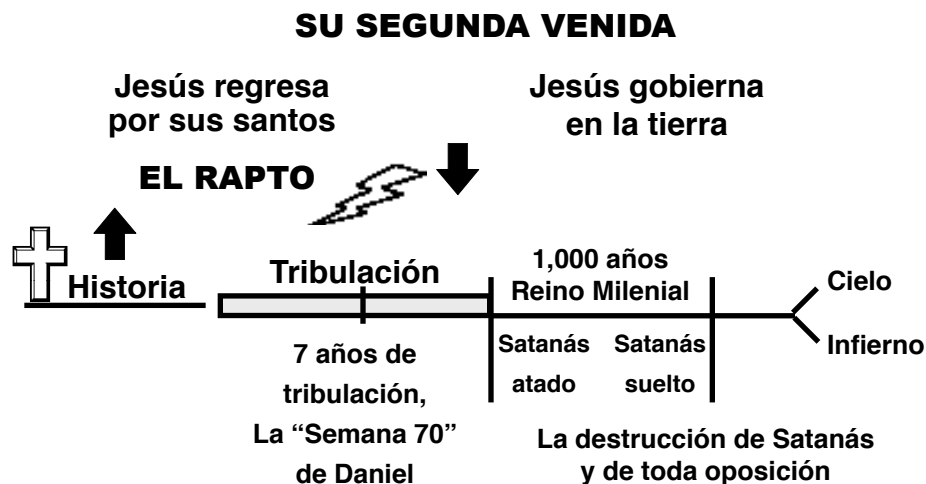 SU SEGUNDA VENIDA
Jesús regresa
por sus santos
Jesús gobierna
en la tierra
EL RAPTO
Historia
Tribulación
1,000 años
Reino Milenial
Cielo
Infierno
Satanás
atado
Satanás
suelto
7 años de
tribulación,
La “Semana 70”
de Daniel
La destrucción de Satanás
y de toda oposición